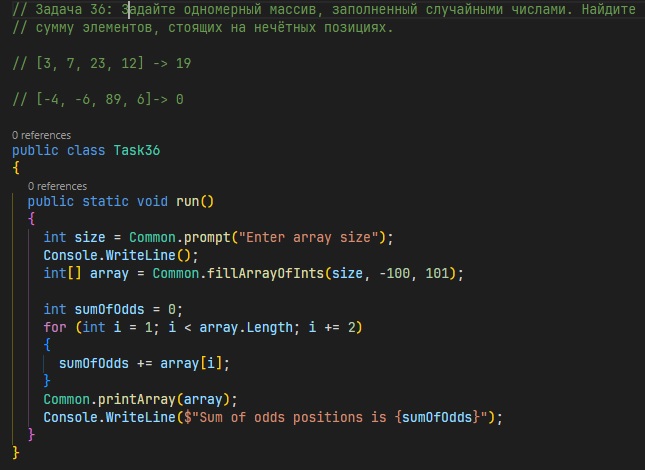 // Задача 36: Задайте одномерный массив, заполненный случайными числами. Найдите
// сумму элементов, стоящих на нечётных позициях.
// [3, 7, 23, 12] -> 19
// [-4, -6, 89, 6]-> 0
0 references
public class Task36
{
0 references
public static void run()
{
int size = Common.prompt("Enter array size");
Console.WriteLine();
int[] array = Common.fillArrayOfInts(size, -100, 101);
int sumOfOdds = 0;
for (int i = 1; i < array.Length; i += 2)
{
sumOfOdds += array[i];
}
Common.printArray(array);
Console.WriteLine($"Sum of odds positions is {sumOfOdds}");
}
}